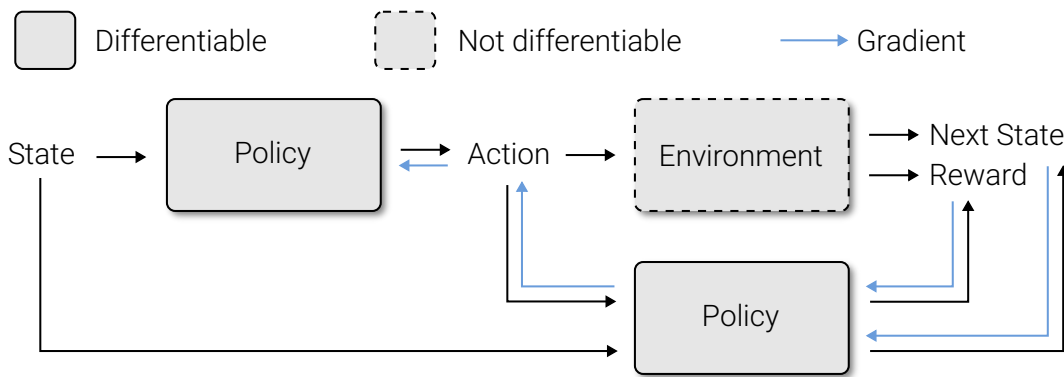 Differentiable
Not differentiable
Gradient
State
Policy
Action
Environment
Next State
Reward
Policy